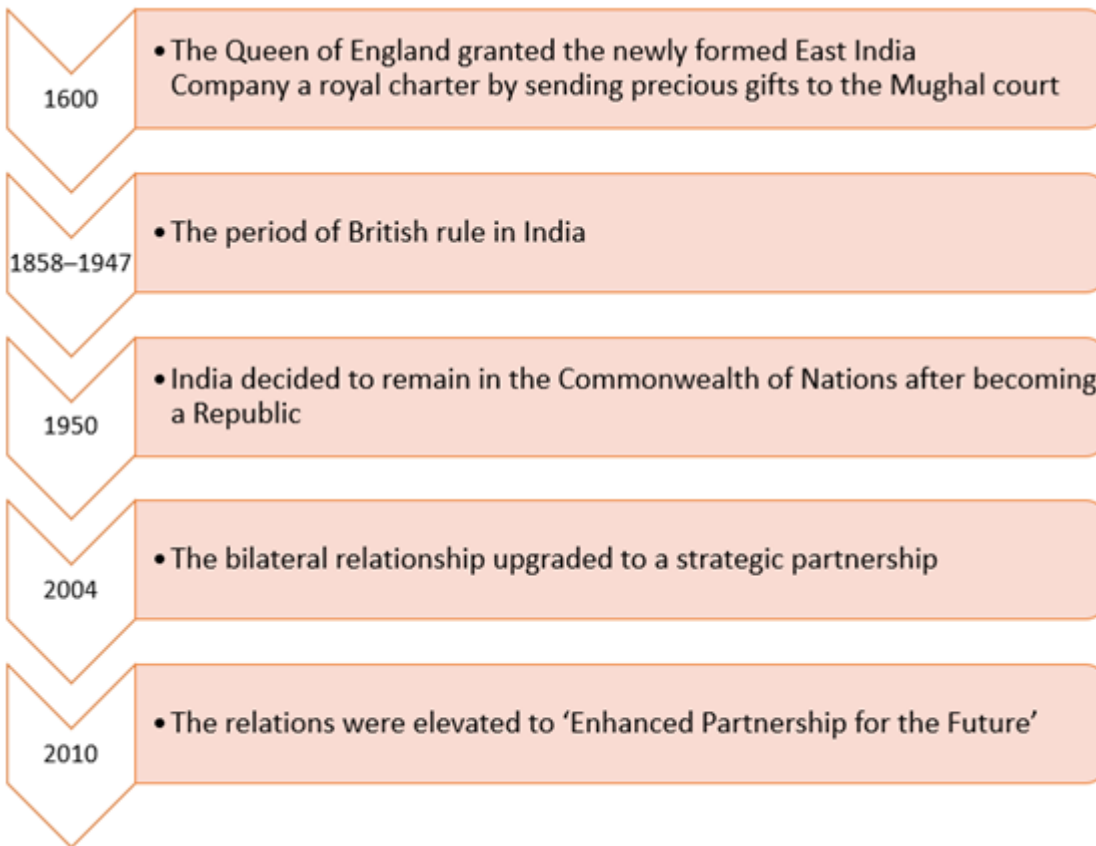 1600
• The Queen of England granted the newly formed East India
Company a royal charter by sending precious gifts to the Mughal court
1858–1947
• The period of British rule in India
1950
• India decided to remain in the Commonwealth of Nations after becoming
a Republic
2004
• The bilateral relationship upgraded to a strategic partnership
2010
• The relations were elevated to ‘Enhanced Partnership for the Future’